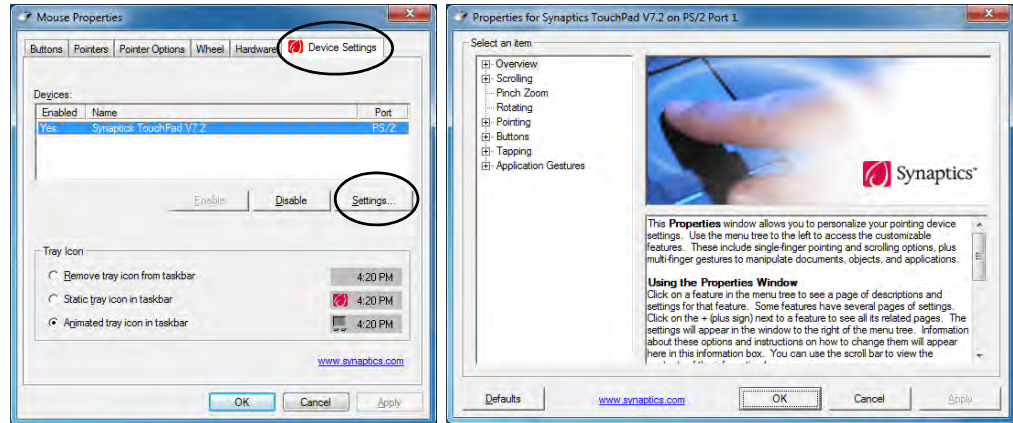 Mouse Properties
Buttons Pointers Pointer Options Wheel Hardware Device Settings
Devices:
Enabled Name Port
Yes Synaptics TouchPad V7.2 PS/2
Enable Disable Settings...
Tray Icon
Remove tray icon from taskbar 4:20 PM
Static tray icon in taskbar 4:20 PM
Animated tray icon in taskbar 4:20 PM
www.synaptics.com
OK Cancel Apply
Properties for Synaptics TouchPad V7.2 on PS/2 Port 1
Select an item
Overview
Scrolling
Pinch Zoom
Rotating
Pointing
Buttons
Tapping
Application Gestures
Synaptics™
This Properties window allows you to personalize your pointing device
settings. Use the menu tree to the left to access the customizable
features. These include single-finger pointing and scrolling options, plus
multi-finger gestures to manipulate documents, objects, and applications.
Using the Properties Window
Click on a feature in the menu tree to see a page of descriptions and
settings for that feature. Some features have several pages of settings.
Click on the + (plus sign) next to a feature to see all its related pages. The
settings will appear in the window to the right of the menu tree. Information
about these options and instructions on how to change them will appear
here in this information box. You can use the scroll bar to view the
Defaults www.synaptics.com OK Cancel Apply